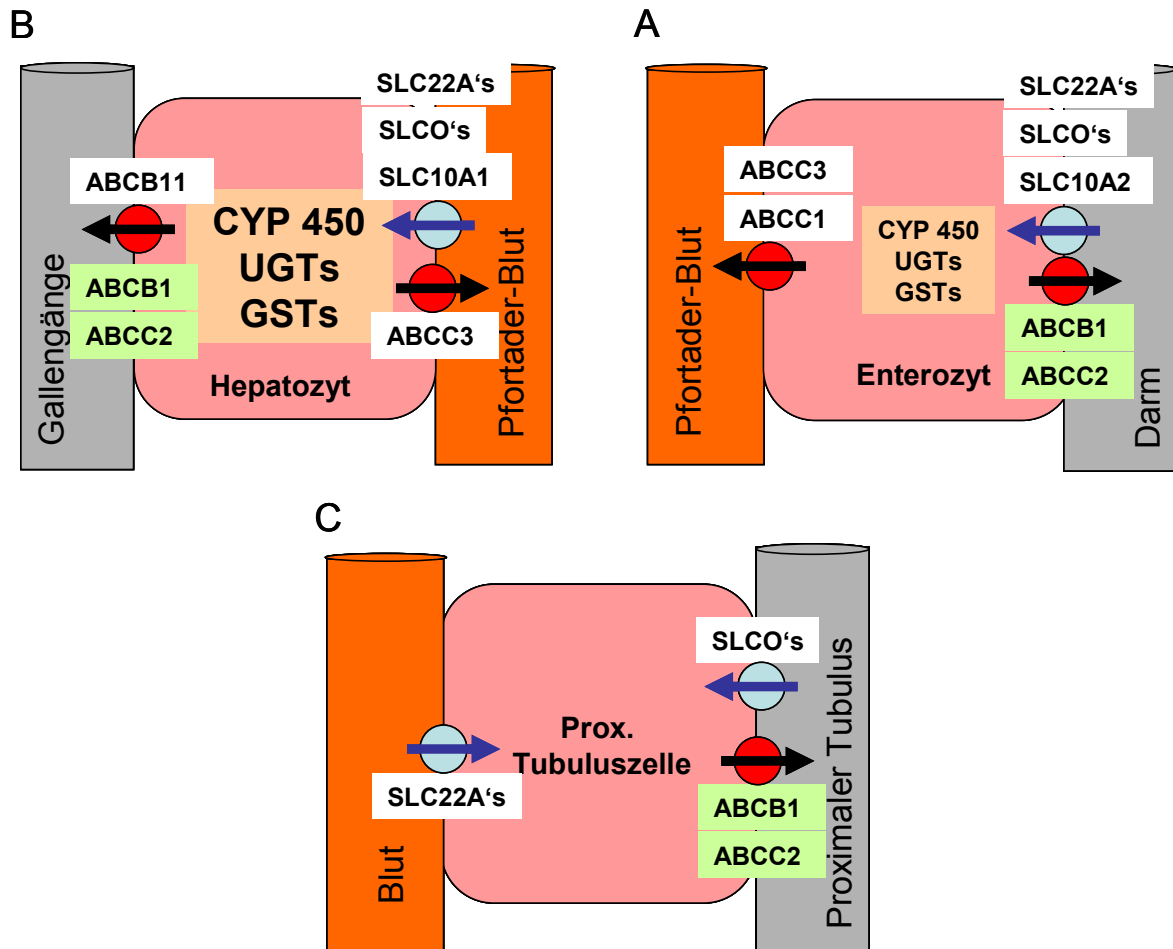 B
SLC22A‘s
SLCO‘s
SLC10A1
ABCB11
CYP 450
UGTs
GSTs
ABCB1
ABCC2
ABCC3
Hepatozyt
Gallengänge
Pfortader-Blut
A
SLC22A‘s
SLCO‘s
SLC10A2
ABCC3
ABCC1
CYP 450
UGTs
GSTs
ABCB1
ABCC2
Enterozyt
Pfortader-Blut
Darm
C
SLCO‘s
Prox.
Tubuluszelle
SLC22A‘s
ABCB1
ABCC2
Blut
Proximaler Tubulus